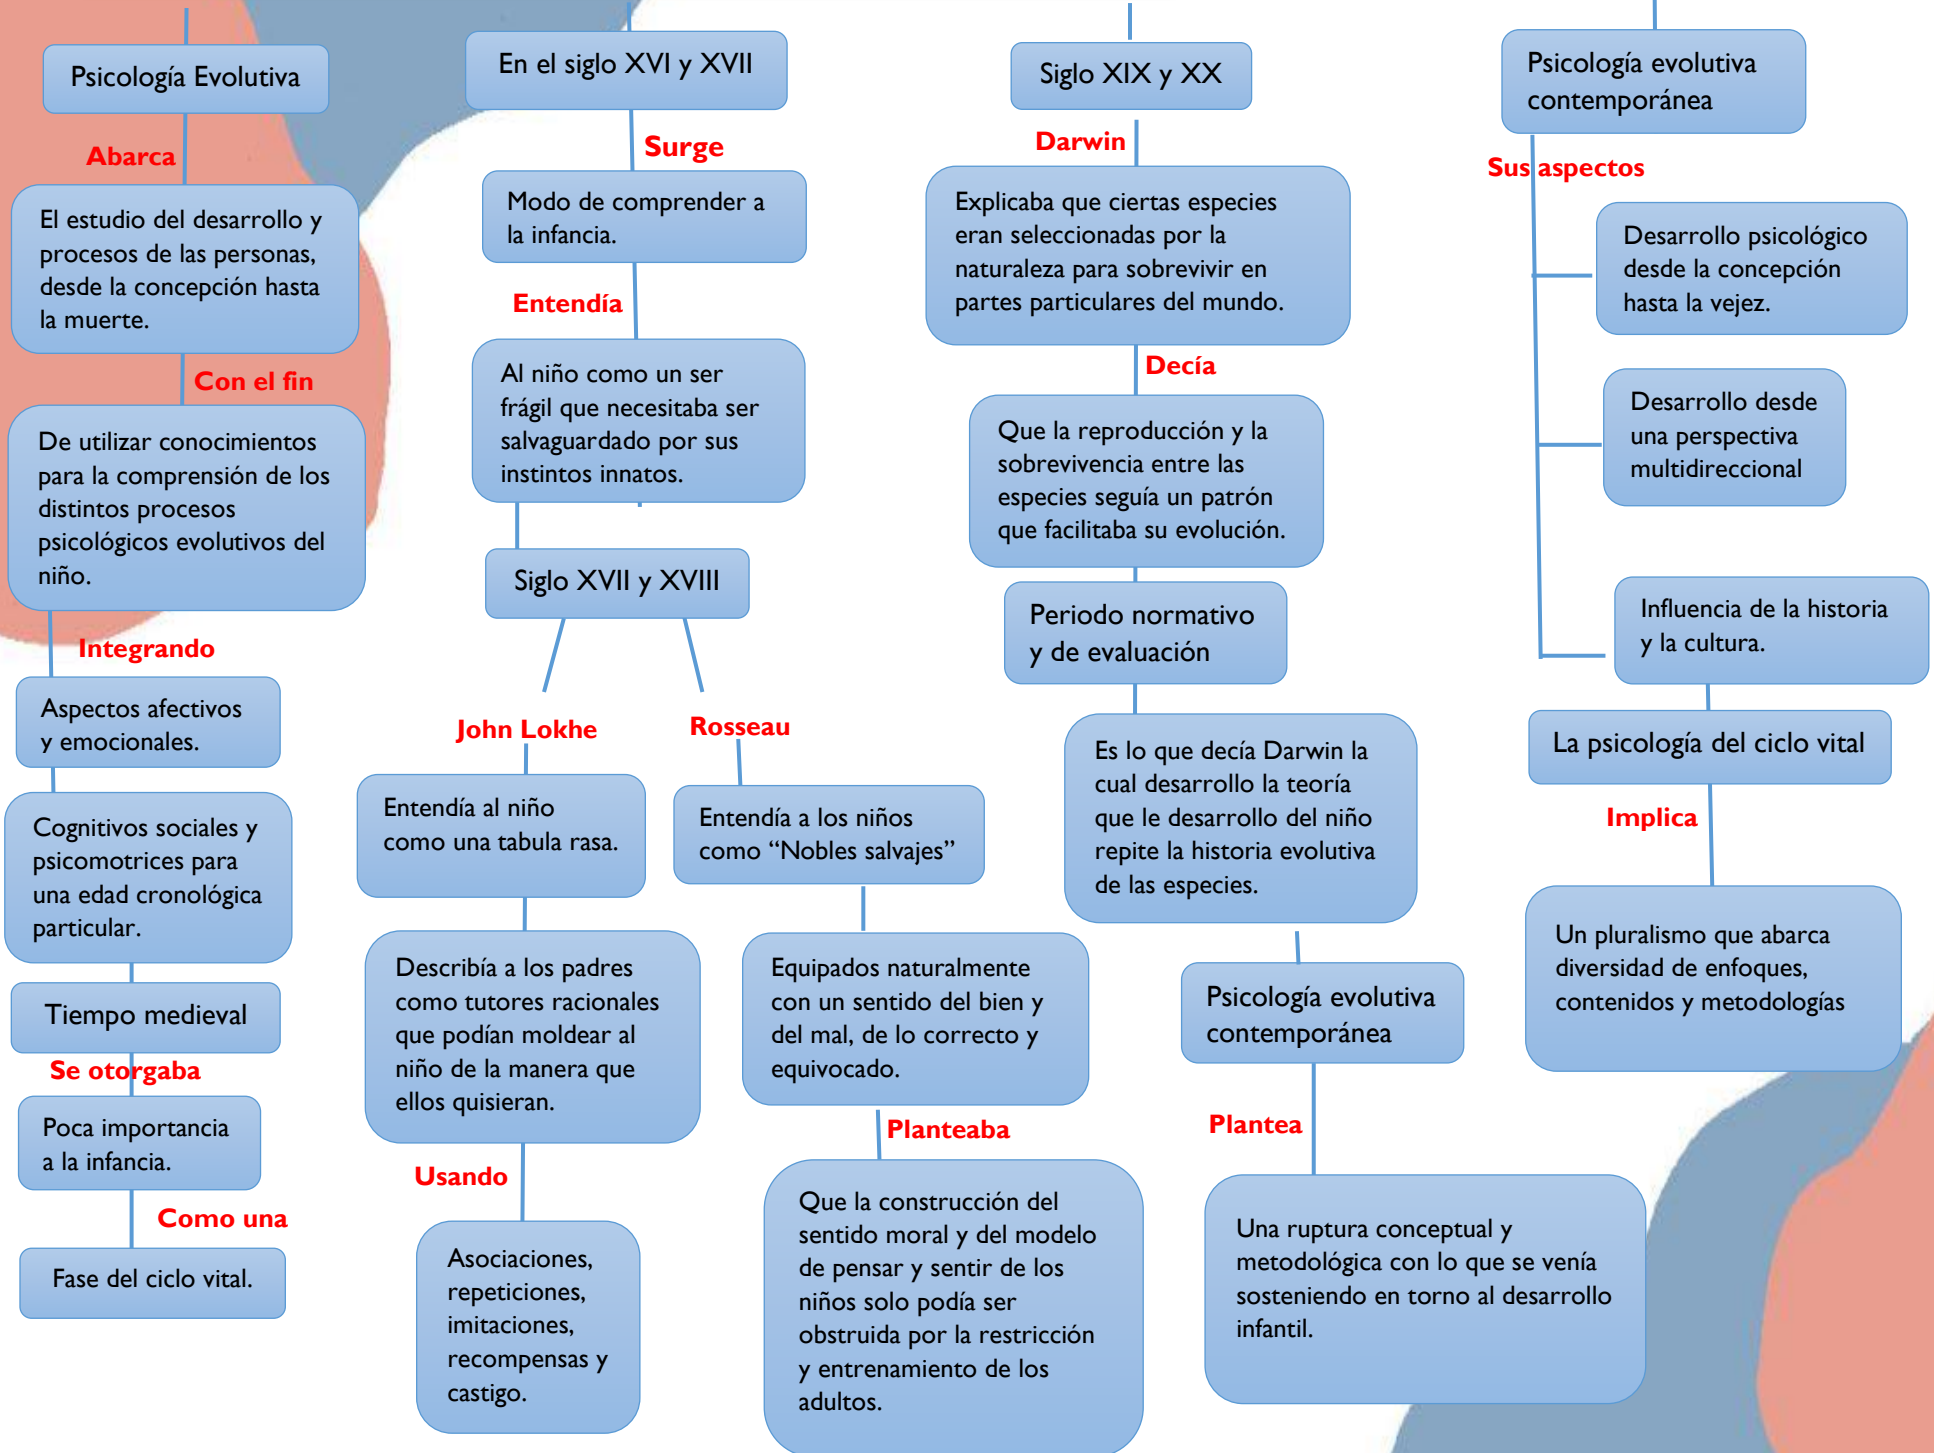 Psicología Evolutiva
Abarca
El estudio del desarrollo y
procesos de las personas,
desde la concepción hasta
la muerte.
Con el fin
De utilizar conocimientos
para la comprensión de los
distintos procesos
psicológicos evolutivos del
niño.
Integrando
Aspectos afectivos
y emocionales.
Cognitivos sociales y
psicomotrices para
una edad cronológica
particular.
Tiempo medieval
Se otorgaba
Poca importancia
a la infancia.
Como una
Fase del ciclo vital.
En el siglo XVI y XVII
Surge
Modo de comprender a
la infancia.
Entendía
Al niño como un ser
frágil que necesitaba ser
salvaguardado por sus
instintos innatos.
Siglo XVII y XVIII
John Lokhe
Entendía al niño
como una tabula rasa.
Describía a los padres
como tutores racionales
que podían moldear al
niño de la manera que
ellos quisieran.
Usando
Asociaciones,
repeticiones,
imitaciones,
recompensas y
castigo.
Rosseau
Entendía a los niños
como “Nobles salvajes”
Equipados naturalmente
con un sentido del bien y
del mal, de lo correcto y
equivocado.
Planteaba
Que la construcción del
sentido moral y del modelo
de pensar y sentir de los
niños solo podía ser
obstruida por la restricción
y entrenamiento de los
adultos.
Siglo XIX y XX
Darwin
Explicaba que ciertas especies
eran seleccionadas por la
naturaleza para sobrevivir en
partes particulares del mundo.
Decía
Que la reproducción y la
sobrevivencia entre las
especies seguía un patrón
que facilitaba su evolución.
Periodo normativo
y de evaluación
Es lo que decía Darwin la
cual desarrollo la teoría
que le desarrollo del niño
repite la historia evolutiva
de las especies.
Psicología evolutiva
contemporánea
Plantea
Una ruptura conceptual y
metodológica con lo que se venía
sosteniendo en torno al desarrollo
infantil.
Psicología evolutiva
contemporánea
Sus aspectos
Desarrollo psicológico
desde la concepción
hasta la vejez.
Desarrollo desde
una perspectiva
multidireccional
Influencia de la historia
y la cultura.
La psicología del ciclo vital
Implica
Un pluralismo que abarca
diversidad de enfoques,
contenidos y metodologías